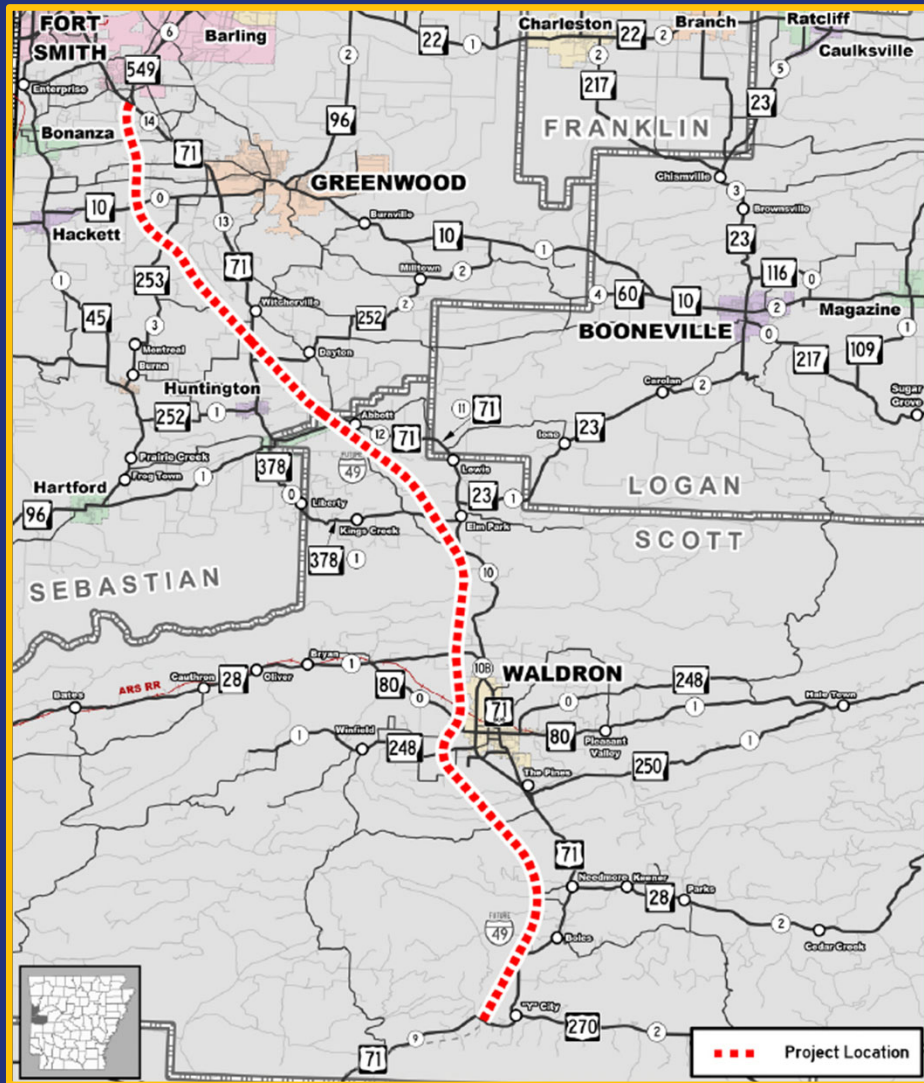 FORT
SMITH
Barling
6
22
1
Charleston
22
Branch
2
Ratcliff
Caulksville
549
2
2
217
5
Enterprise
96
23
14
Bonanza
71
FRANKLIN
GREENWOOD
Chismville
3
10
0
Hackett
13
Burnville
10
1
Brownsville
23
1
253
71
Milltown
2
116
0
4
60
10
2
Magazine
45
Witcherville
252
2
BOONEVILLE
0
1
3
Montreal
Dayton
217
109
Burna
Huntington
Carolan
2
Sugar
Grove
252
1
Abbott
11
71
12
71
Iono
23
Prairie Creek
FUTURE
49
Lewis
Frog Town
1
378
Hartford
0
Liberty
23
1
LOGAN
96
Kings Creek
Elm Park
SCOTT
378
1
SEBASTIAN
10
Bryan
1
10B
WALDRON
ARS RR
Cauthron
28
Oliver
80
248
Bates
0
71
0
1
Hale Town
1
Winfield
80
Pleasant
Valley
1
248
250
The Pines
71
Needmore
Keener
28
Parks
FUTURE
49
2
Boles
Cedar Creek
"Y" City
270
2
9
71
Project Location